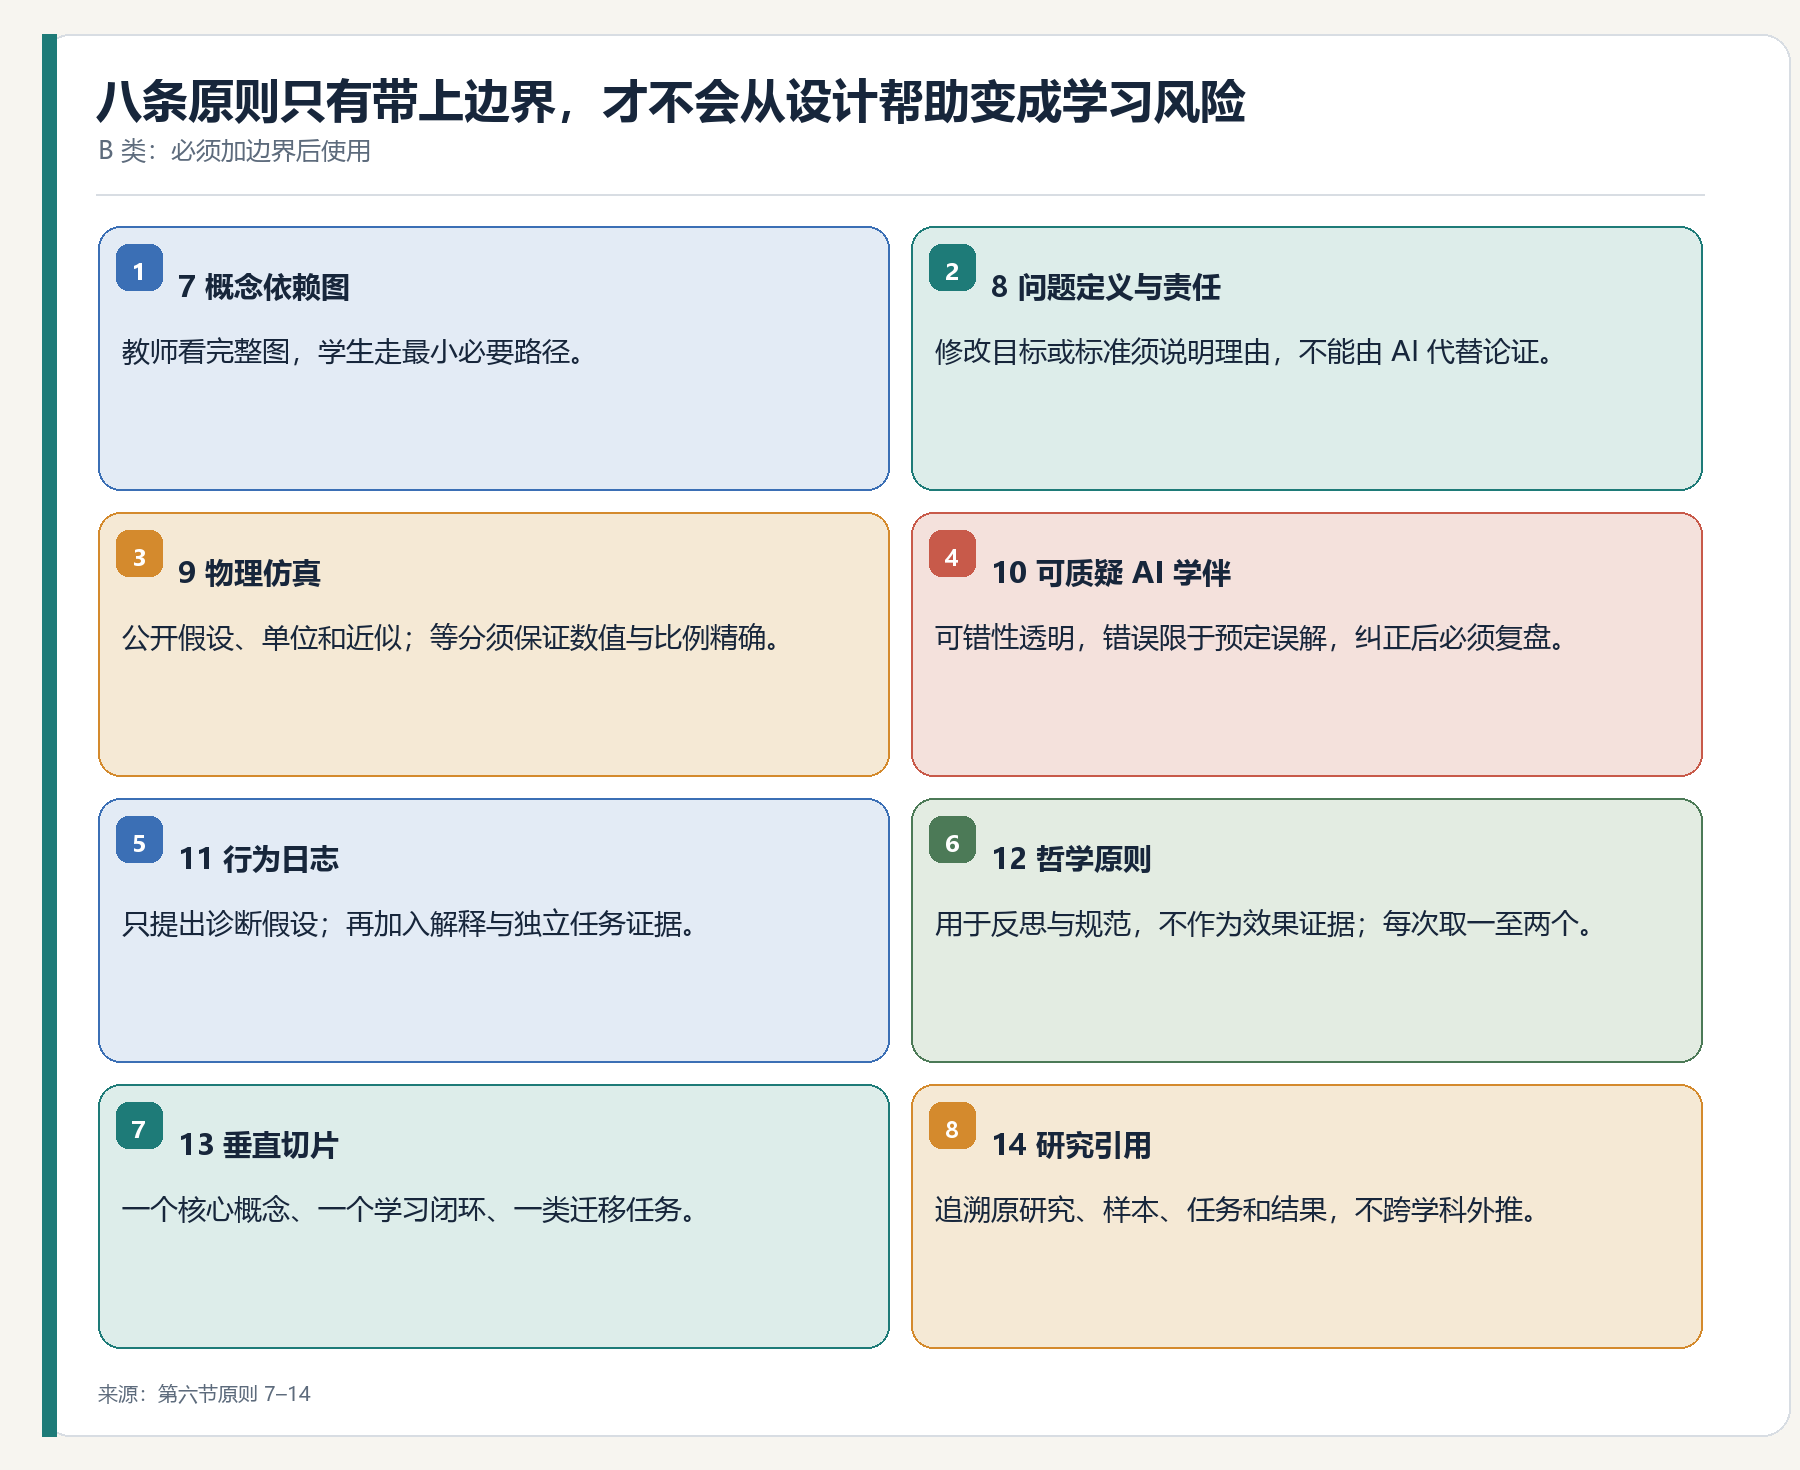 八条原则只有带上边界，才不会从设计帮助变成学习风险
B 类：必须加边界后使用
1
7 概念依赖图
教师看完整图，学生走最小必要路径。
2
8 问题定义与责任
修改目标或标准须说明理由，不能由 AI 代替论证。
3
9 物理仿真
公开假设、单位和近似；等分须保证数值与比例精确。
4
10 可质疑 AI 学伴
可错性透明，错误限于预定误解，纠正后必须复盘。
5
11 行为日志
只提出诊断假设；再加入解释与独立任务证据。
6
12 哲学原则
用于反思与规范，不作为效果证据；每次取一至两个。
7
13 垂直切片
一个核心概念、一个学习闭环、一类迁移任务。
8
14 研究引用
追溯原研究、样本、任务和结果，不跨学科外推。
来源：第六节原则 7–14